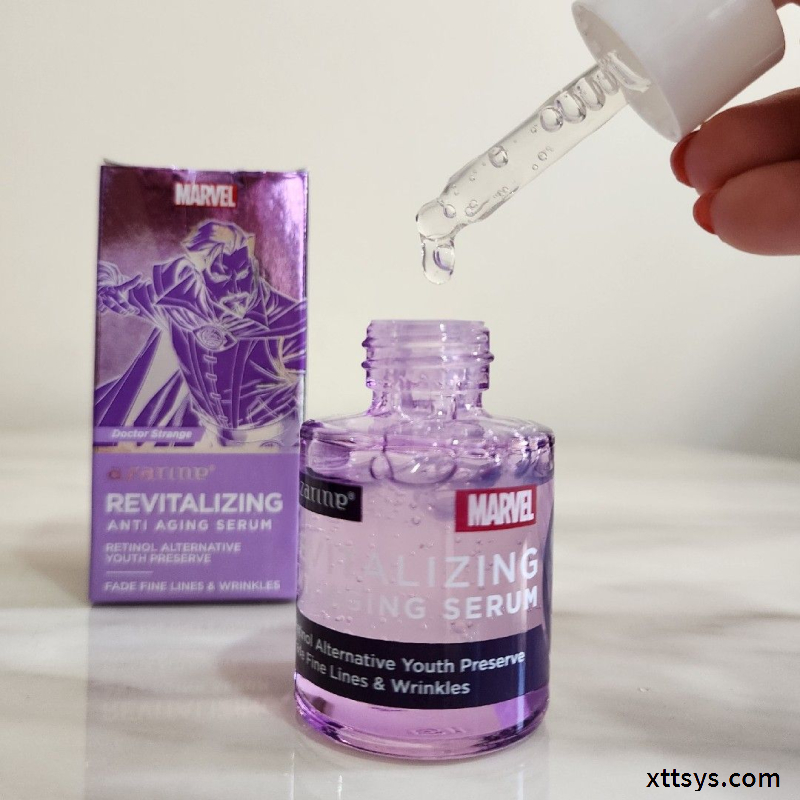 MARVEL
Doctor Strange
REVITALIZING
ANTI AGING SERUM
RETINOL ALTERNATIVE
YOUTH PRESERVE
FADE FINE LINES & WRINKLES
MARVEL
SERUM
Alternative Youth Preserve
Fine Lines & Wrinkles
xttsys.com